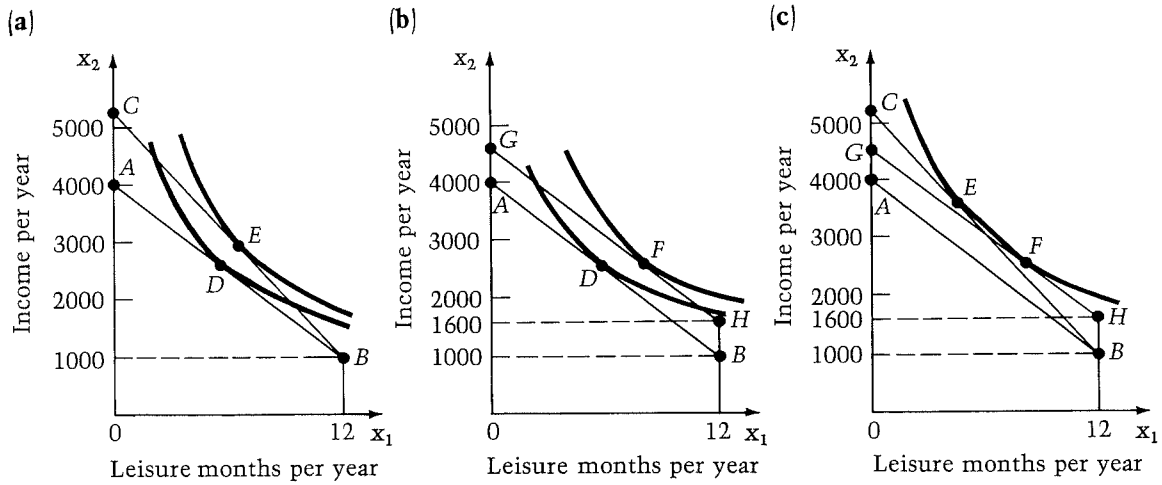 (a)
x₂
C
5000
A
4000
E
3000
D
2000
1000
B
0
12
x₁
Income per year
Leisure months per year
(b)
x₂
5000
G
4000
A
F
3000
D
2000
H
1600
1000
B
0
12
x₁
Income per year
Leisure months per year
(c)
x₂
C
5000
G
4000
A
E
3000
F
2000
H
1600
1000
B
0
12
x₁
Income per year
Leisure months per year